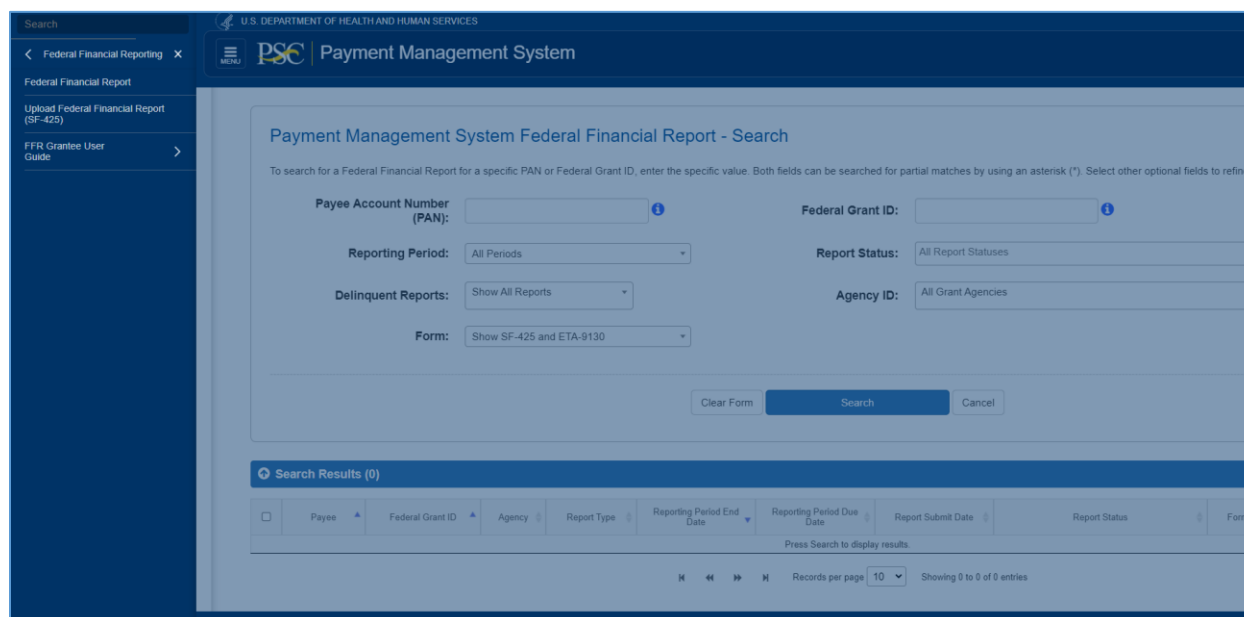 Search
Federal Financial Reporting X
Federal Financial Report
Upload Federal Financial Report
(SF-425)
FFR Grantee User
Guide
U.S. DEPARTMENT OF HEALTH AND HUMAN SERVICES
MENU
PSC Payment Management System
Payment Management System Federal Financial Report - Search
To search for a Federal Financial Report for a specific PAN or Federal Grant ID, enter the specific value. Both fields can be searched for partial matches by using an asterisk (*). Select other optional fields to refin
Payee Account Number
(PAN):
Federal Grant ID:
Reporting Period: All Periods
Report Status: All Report Statuses
Delinquent Reports: Show All Reports
Agency ID: All Grant Agencies
Form: Show SF-425 and ETA-9130
Clear Form Search Cancel
Search Results (0)
Payee Federal Grant ID Agency Report Type Reporting Period End
Date Reporting Period Due
Date Report Submit Date Report Status Form
Press Search to display results.
Records per page 10 Showing 0 to 0 of 0 entries